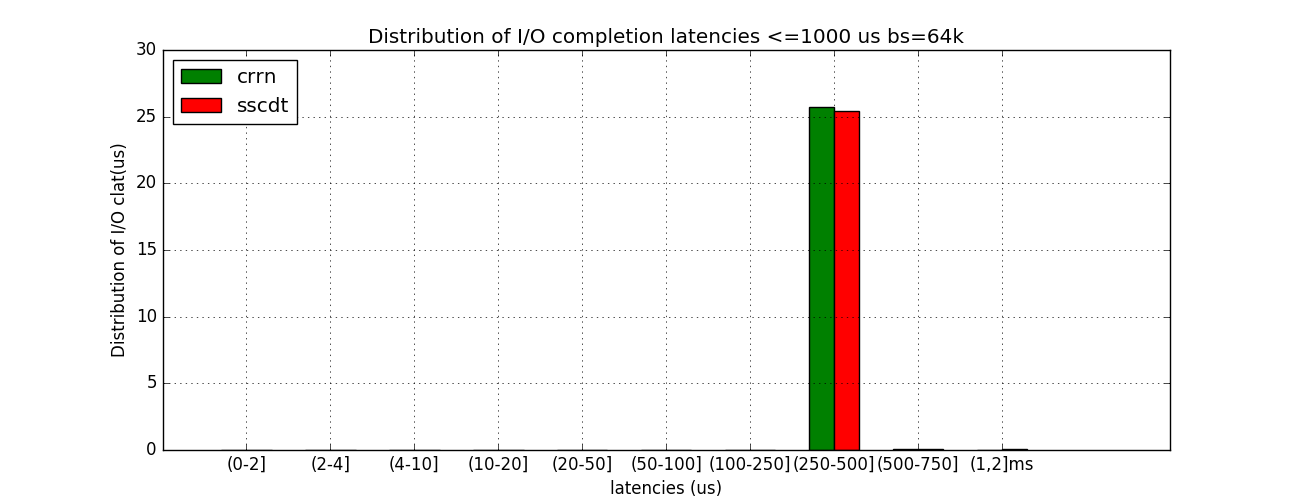 Distribution of I/O completion latencies <=1000 us bs=64k
30
25
20
15
10
5
0
Distribution of I/O clat(us)
crrn
sscdt
(0-2] (2-4] (4-10] (10-20] (20-50] (50-100] (100-250] (250-500] (500-750] (1,2]ms
latencies (us)